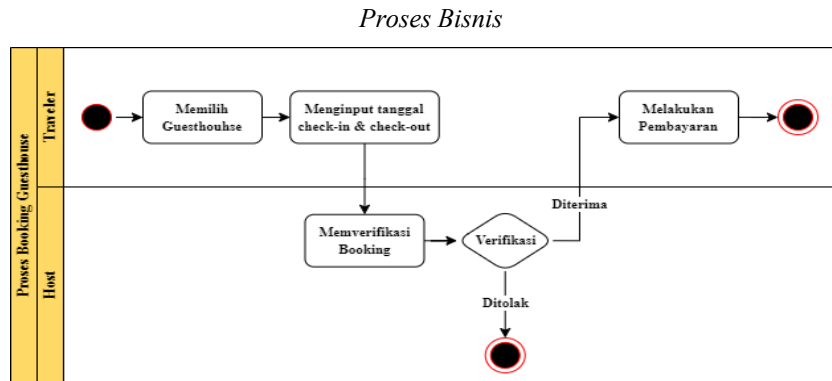 Proses Bisnis
Proses Booking Guesthouse
Traveler
Memilih
Guesthouhse
Menginput tanggal
check-in & check-out
Melakukan
Pembayaran
Host
Memverifikasi
Booking
Verifikasi
Diterima
Ditolak